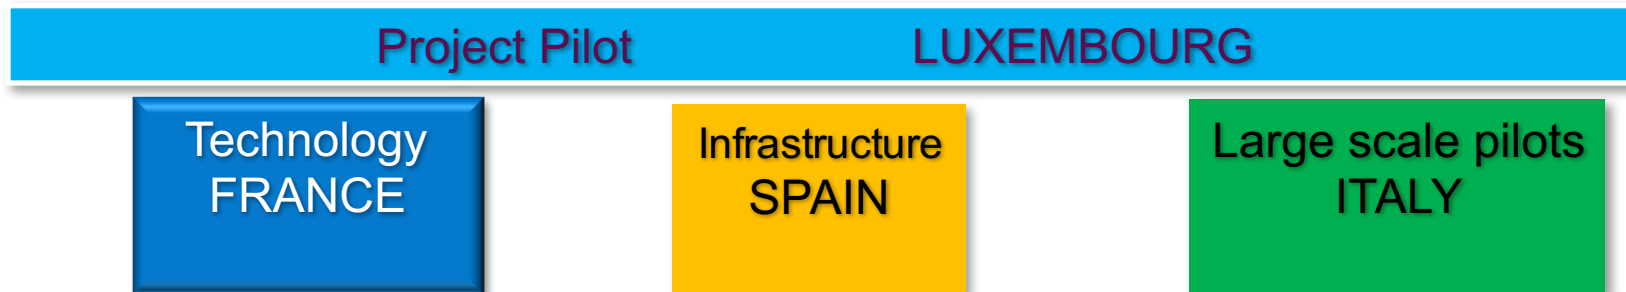 Project Pilot LUXEMBOURG
Technology
FRANCE
Infrastructure
SPAIN
Large scale pilots
ITALY